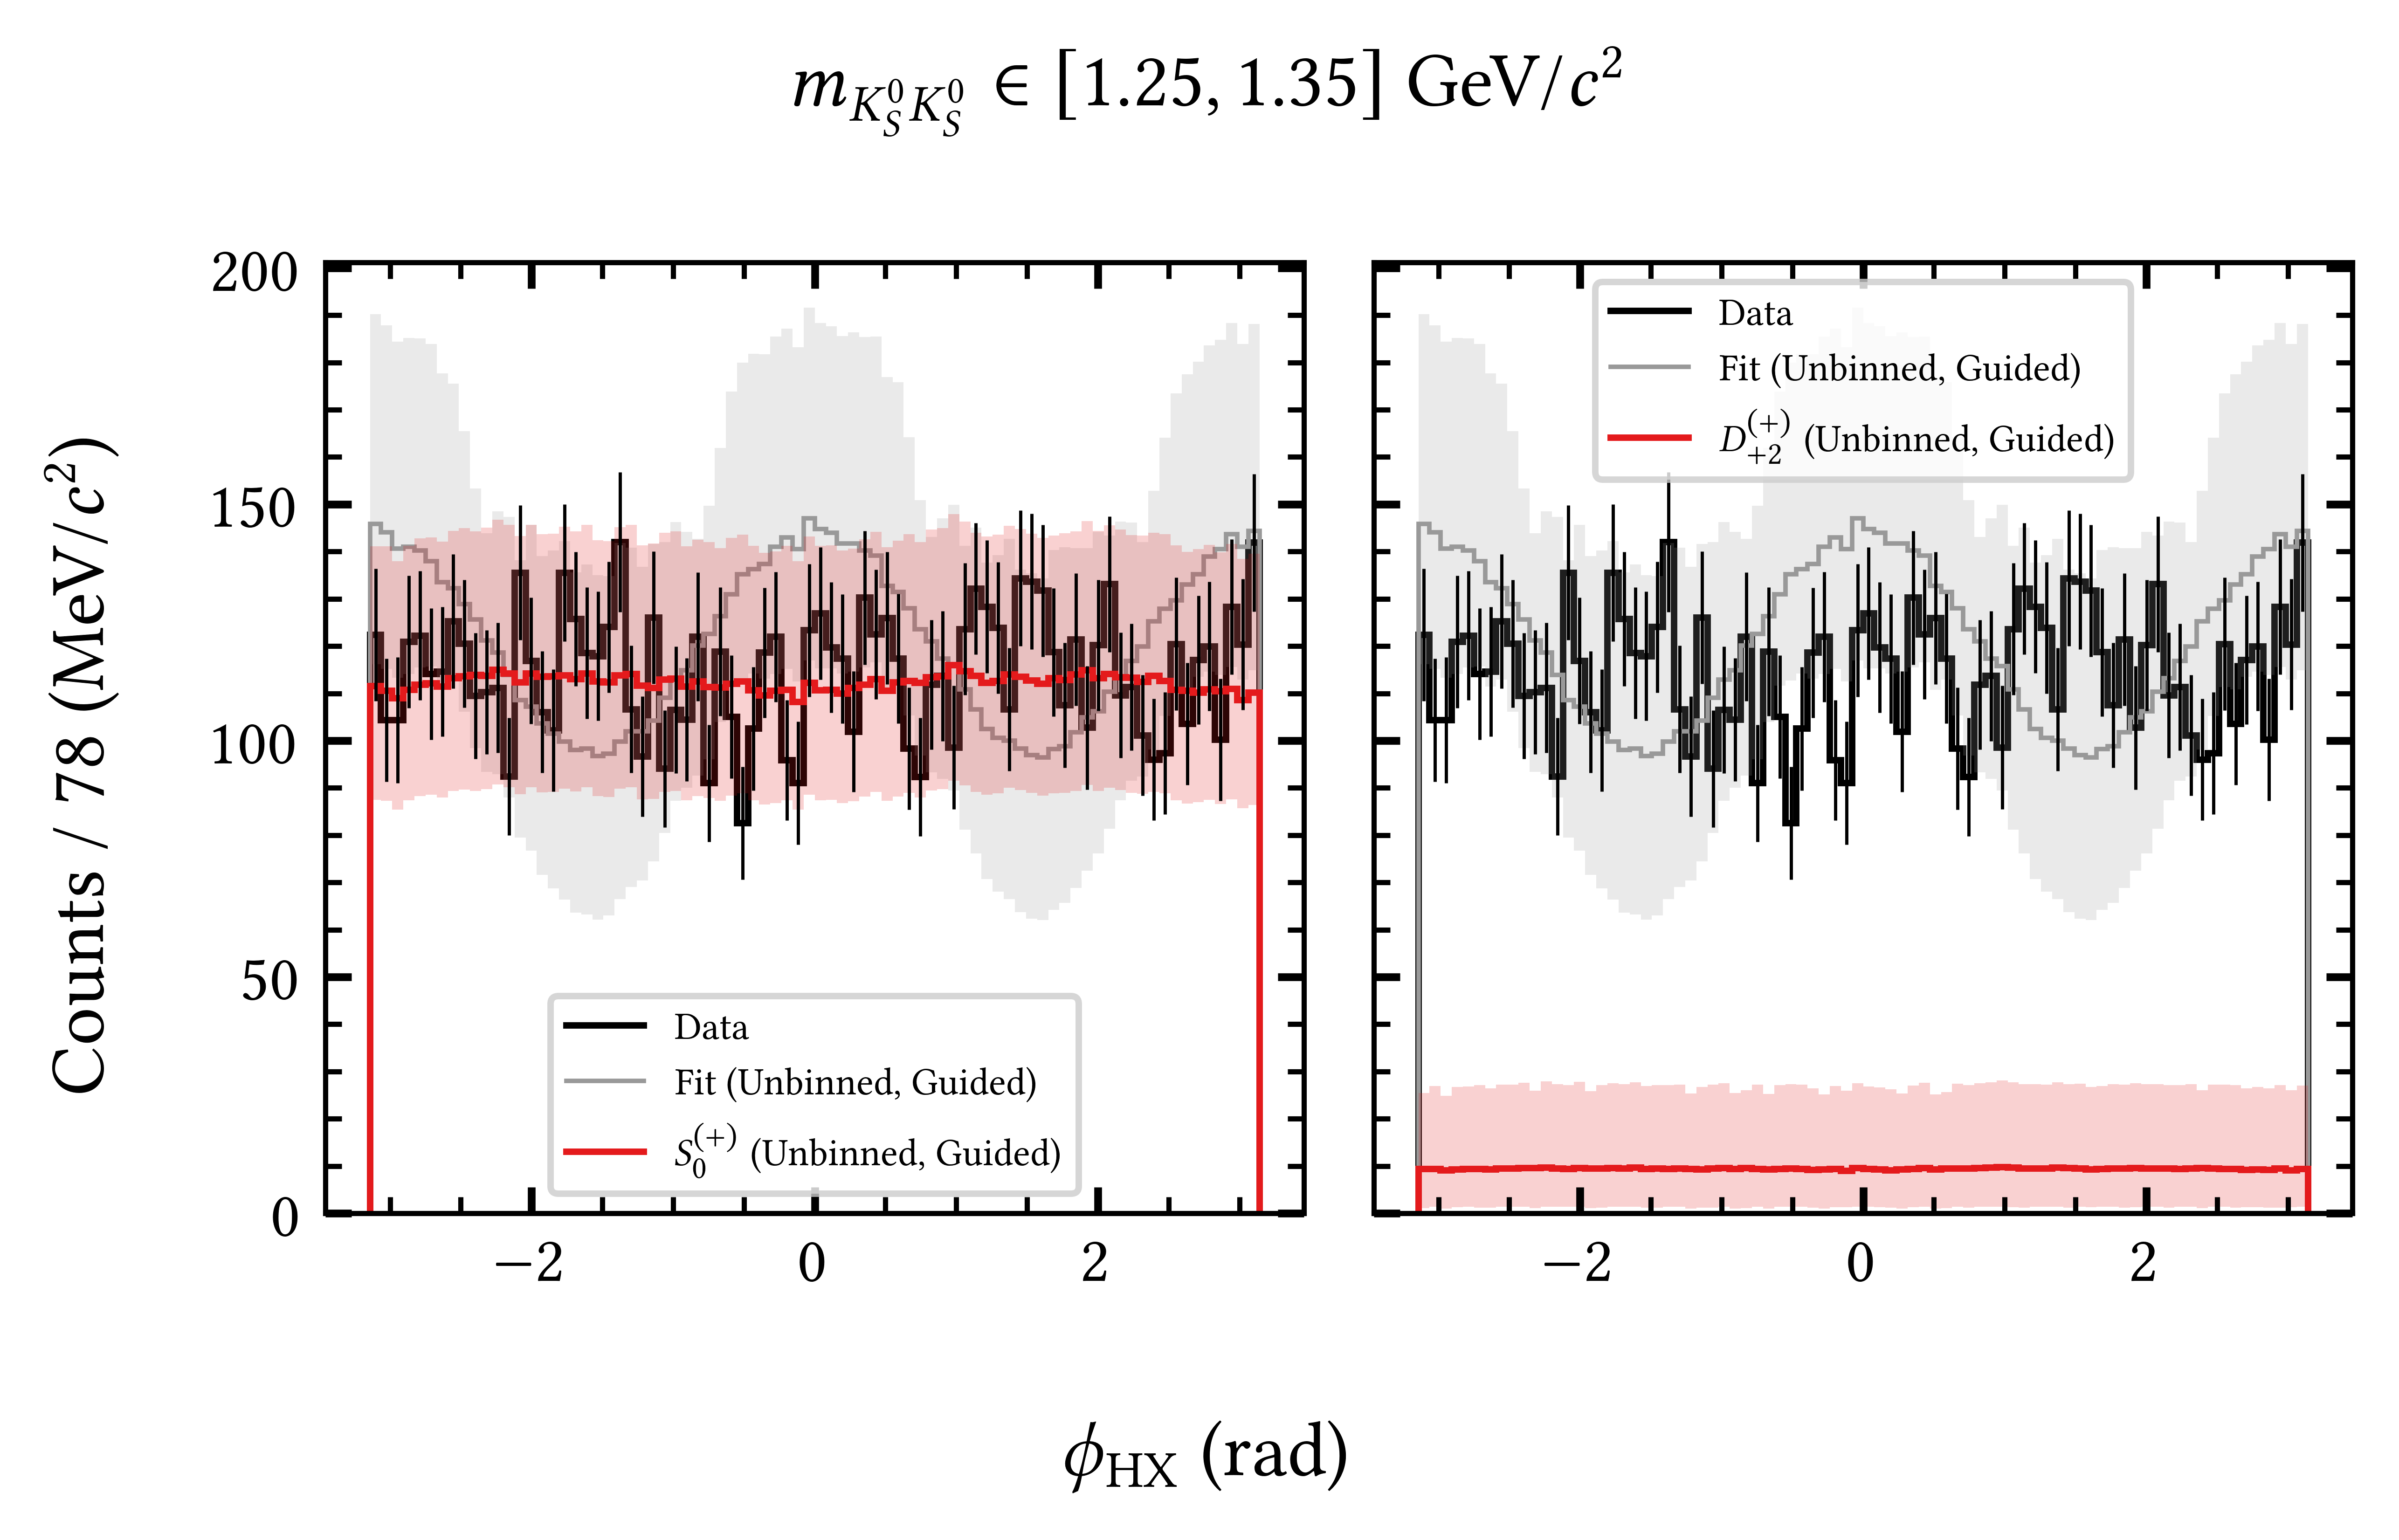 m_{K_S^0 K_S^0} ∈ [1.25, 1.35] GeV/c²
Counts / 78 (MeV/c²)
200
150
100
50
0
Data
Fit (Unbinned, Guided)
S_0^{(+)} (Unbinned, Guided)
−2
0
2
Data
Fit (Unbinned, Guided)
D_{+2}^{(+)} (Unbinned, Guided)
−2
0
2
ϕ_{HX} (rad)